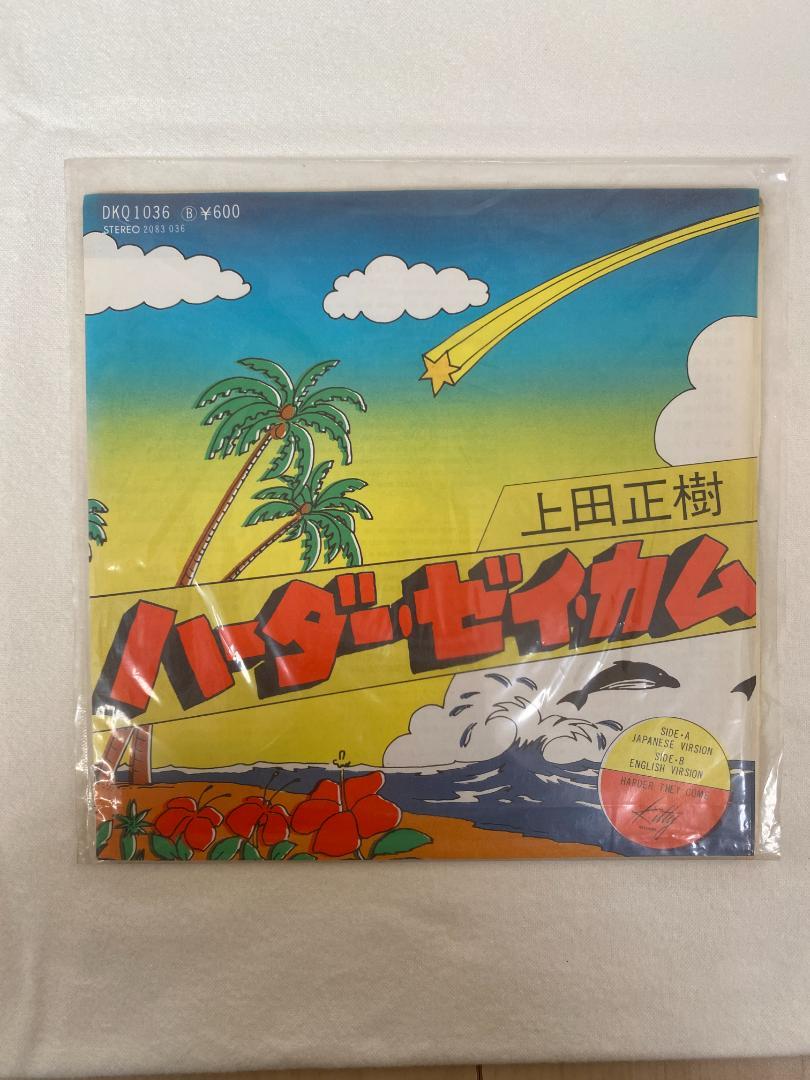 DKQ1036 Ⓑ ¥600
STEREO 2083 036
上田正樹
ハーダー・ゼイ・カム
SIDE・A
JAPANESE VIRSION
SIDE・B
ENGLISH VIRSION
HARDER THEY COME
Kitty